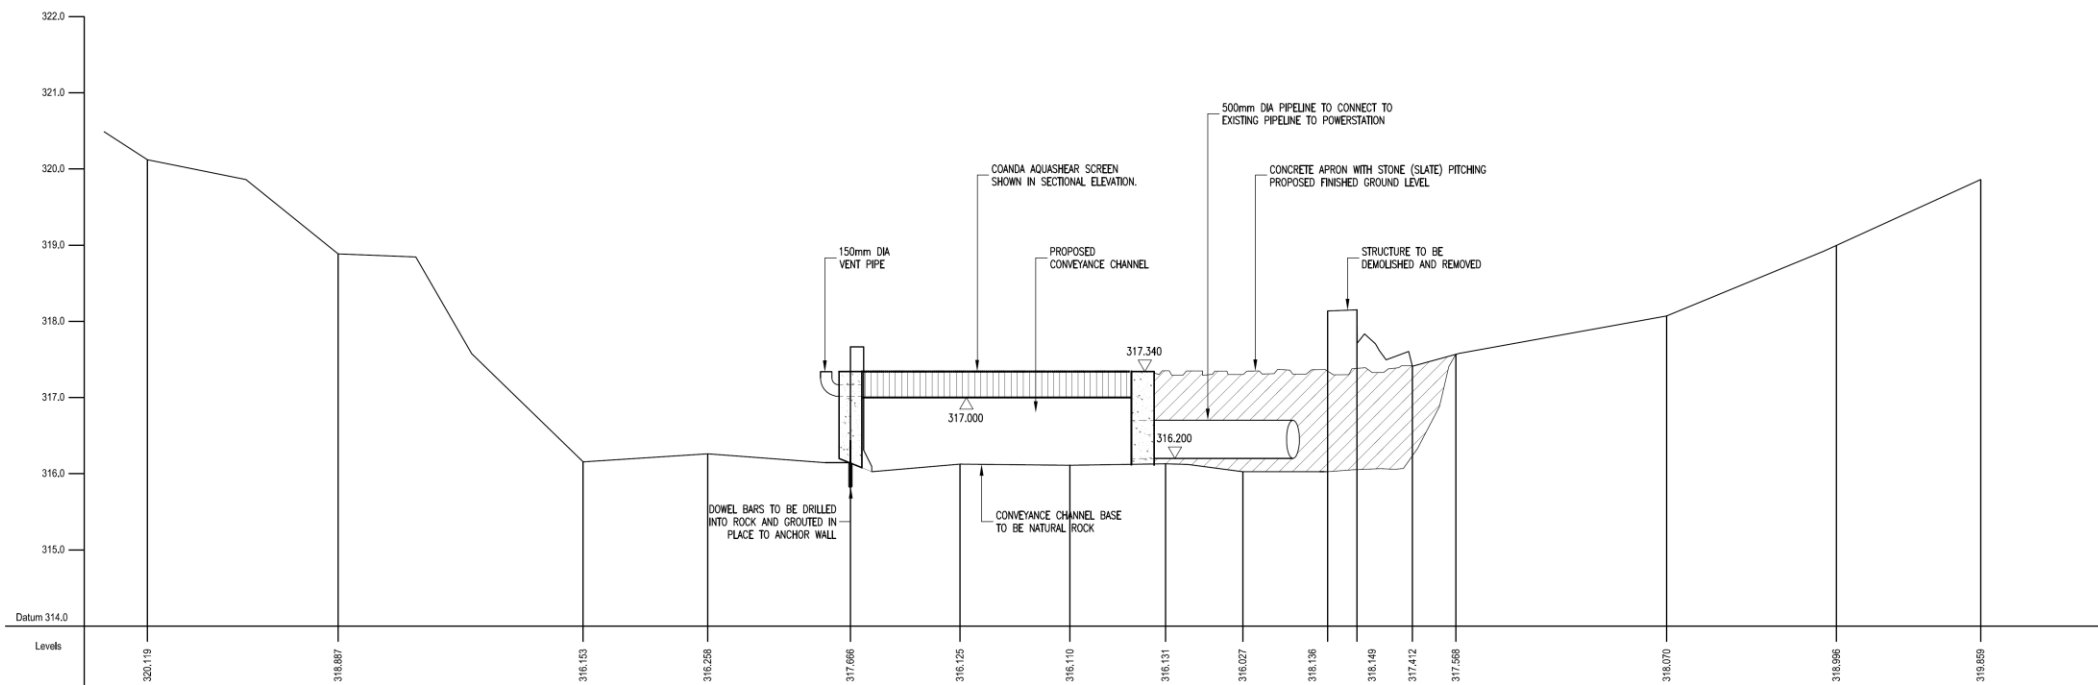 322.0
321.0
320.0
319.0
318.0
317.0
316.0
315.0
Datum 314.0
Levels
150mm DIA
VENT PIPE
COANDA AQUASHEAR SCREEN
SHOWN IN SECTIONAL ELEVATION.
PROPOSED
CONVEYANCE CHANNEL
500mm DIA PIPELINE TO CONNECT TO
EXISTING PIPELINE TO POWERSTATION
CONCRETE APRON WITH STONE (SLATE) PITCHING
PROPOSED FINISHED GROUND LEVEL
STRUCTURE TO BE
DEMOLISHED AND REMOVED
317.340
317.000
316.200
DOWEL BARS TO BE DRILLED
INTO ROCK AND GROUTED IN
PLACE TO ANCHOR WALL
CONVEYANCE CHANNEL BASE
TO BE NATURAL ROCK
320.119
318.887
316.153
316.258
317.666
316.125
316.110
316.131
316.027
318.136
318.149
317.412
317.568
318.070
318.996
319.859